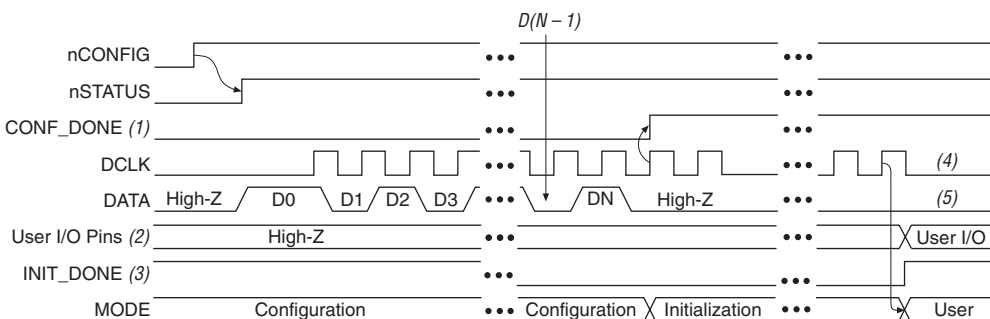 D(N – 1)
nCONFIG
nSTATUS
CONF_DONE (1)
DCLK (4)
DATA High-Z D0 D1 D2 D3 DN High-Z (5)
User I/O Pins (2) High-Z User I/O
INIT_DONE (3)
MODE Configuration Configuration Initialization User